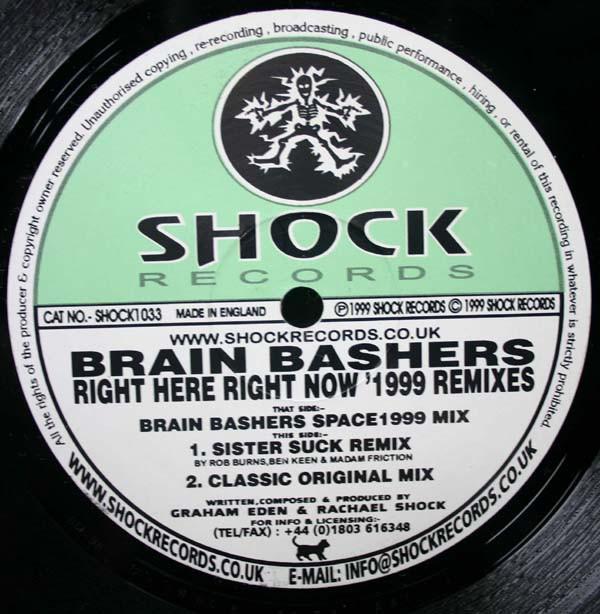 All the rights of the producer & copyright owner reserved. Unauthorised copying, re-recording, broadcasting, public performance, hiring, or rental of this recording in whatever is strictly prohibited.
SHOCK
RECORDS
CAT NO.- SHOCK1033 MADE IN ENGLAND Ⓟ1999 SHOCK RECORDS © 1999 SHOCK RECORDS
WWW.SHOCKRECORDS.CO.UK
BRAIN BASHERS
RIGHT HERE RIGHT NOW '1999 REMIXES
THAT SIDE:-
BRAIN BASHERS SPACE1999 MIX
THIS SIDE:-
1. SISTER SUCK REMIX
BY ROB BURNS,BEN KEEN & MADAM FRICTION
2. CLASSIC ORIGINAL MIX
WRITTEN,COMPOSED & PRODUCED BY
GRAHAM EDEN & RACHAEL SHOCK
FOR INFO & LICENSING:-
(TEL/FAX) : +44 (0)1803 616348
WWW.SHOCKRECORDS.CO.UK E-MAIL: INFO@SHOCKRECORDS.CO.UK